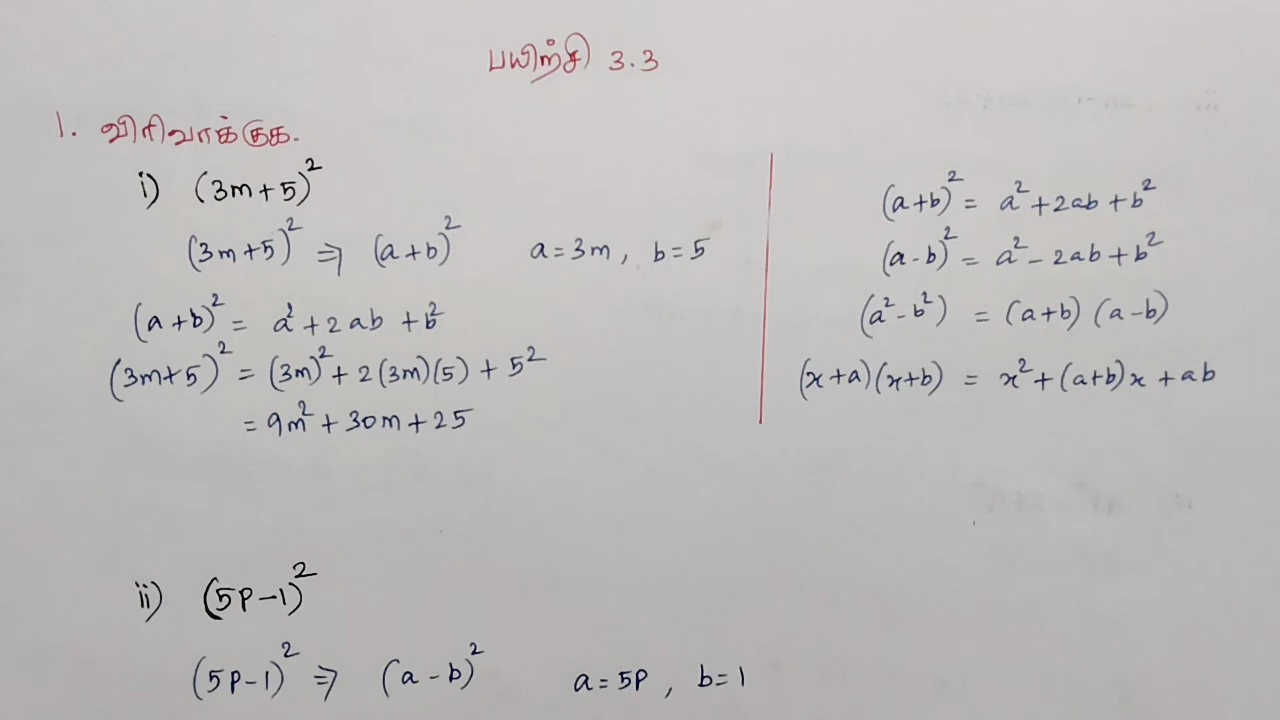 பயிற்சி 3.3
1. விரிவாக்குக.
i) (3m+5)²
(3m+5)² ⇒ (a+b)² a=3m, b=5
(a+b)² = a²+2ab+b²
(3m+5)² = (3m)²+2(3m)(5)+5²
= 9m²+30m+25
(a+b)² = a²+2ab+b²
(a-b)² = a²-2ab+b²
(a²-b²) = (a+b)(a-b)
(x+a)(x+b) = x²+(a+b)x+ab
ii) (5P-1)²
(5P-1)² ⇒ (a-b)² a=5P, b=1